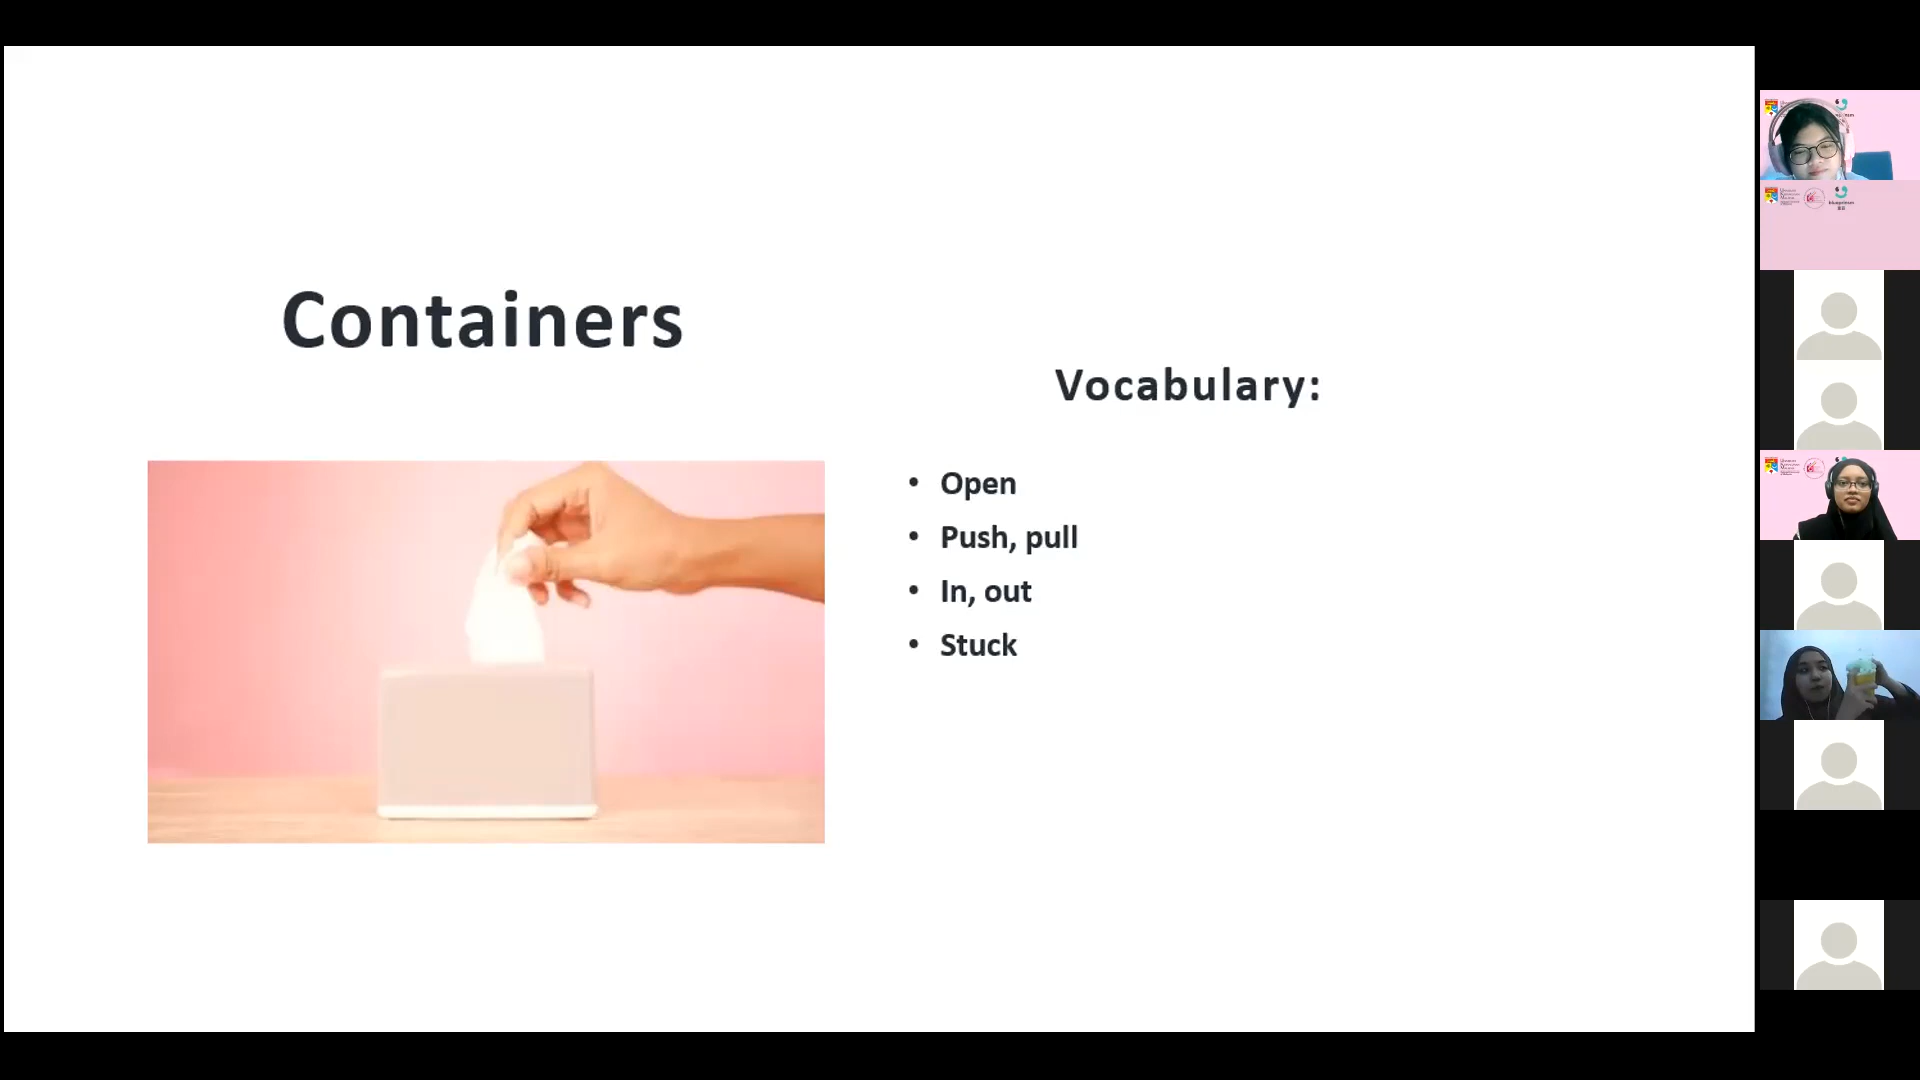 Containers
Vocabulary:
• Open
• Push, pull
• In, out
• Stuck